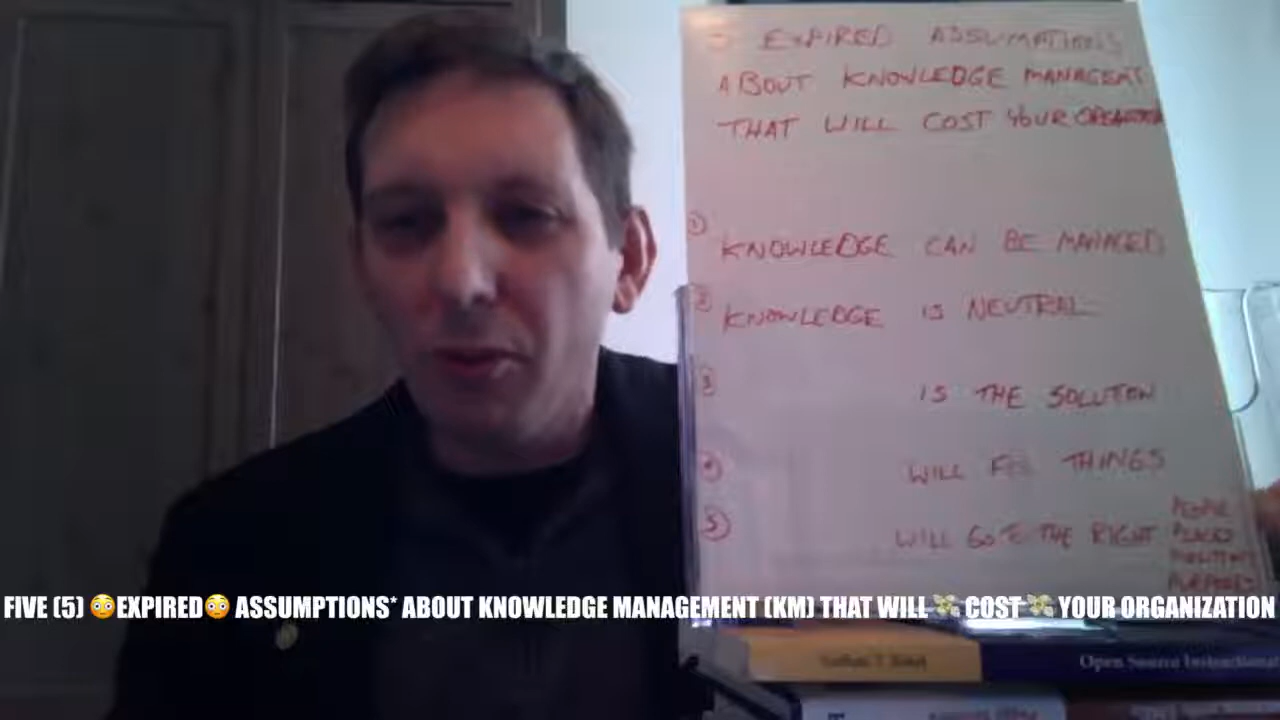 5 EXPIRED ASSUMPTIONS
ABOUT KNOWLEDGE MANAGEMT
THAT WILL COST YOUR
① KNOWLEDGE CAN BE MANAGED
② KNOWLEDGE IS NEUTRAL
③ IS THE SOLUTION
④ WILL THINGS
⑤ WILL GO TO THE RIGHT
PEOPLE
PLACES
FIVE (5) 😳EXPIRED😳 ASSUMPTIONS* ABOUT KNOWLEDGE MANAGEMENT (KM) THAT WILL 💸 COST 💸 YOUR ORGANIZATION
Open Source Instructional